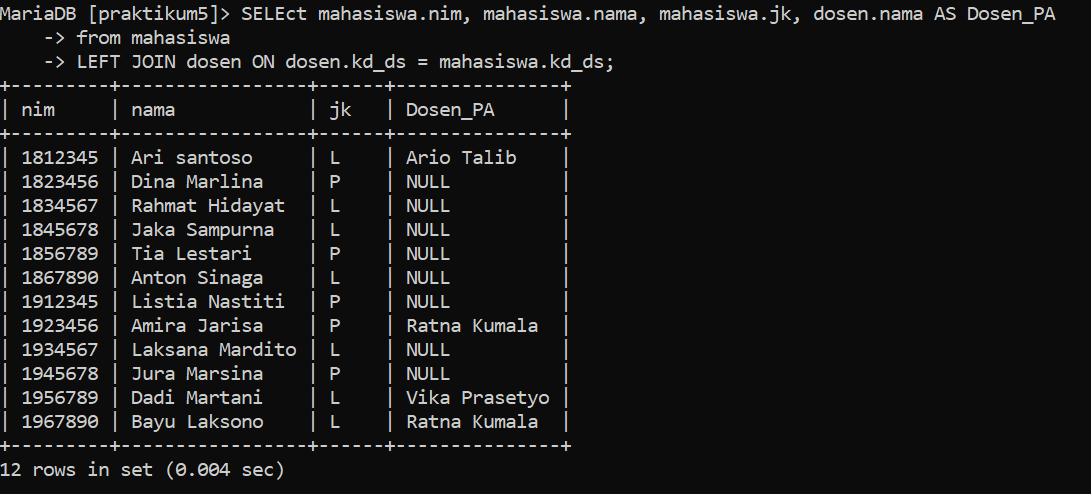 MariaDB [praktikum5]> SELEct mahasiswa.nim, mahasiswa.nama, mahasiswa.jk, dosen.nama AS Dosen_PA
    -> from mahasiswa
    -> LEFT JOIN dosen ON dosen.kd_ds = mahasiswa.kd_ds;
+---------+-----------------+------+---------------+
| nim     | nama            | jk   | Dosen_PA      |
+---------+-----------------+------+---------------+
| 1812345 | Ari santoso     | L    | Ario Talib    |
| 1823456 | Dina Marlina    | P    | NULL          |
| 1834567 | Rahmat Hidayat  | L    | NULL          |
| 1845678 | Jaka Sampurna   | L    | NULL          |
| 1856789 | Tia Lestari     | P    | NULL          |
| 1867890 | Anton Sinaga    | L    | NULL          |
| 1912345 | Listia Nastiti  | P    | NULL          |
| 1923456 | Amira Jarisa    | P    | Ratna Kumala  |
| 1934567 | Laksana Mardito | L    | NULL          |
| 1945678 | Jura Marsina    | P    | NULL          |
| 1956789 | Dadi Martani    | L    | Vika Prasetyo |
| 1967890 | Bayu Laksono    | L    | Ratna Kumala  |
+---------+-----------------+------+---------------+
12 rows in set (0.004 sec)